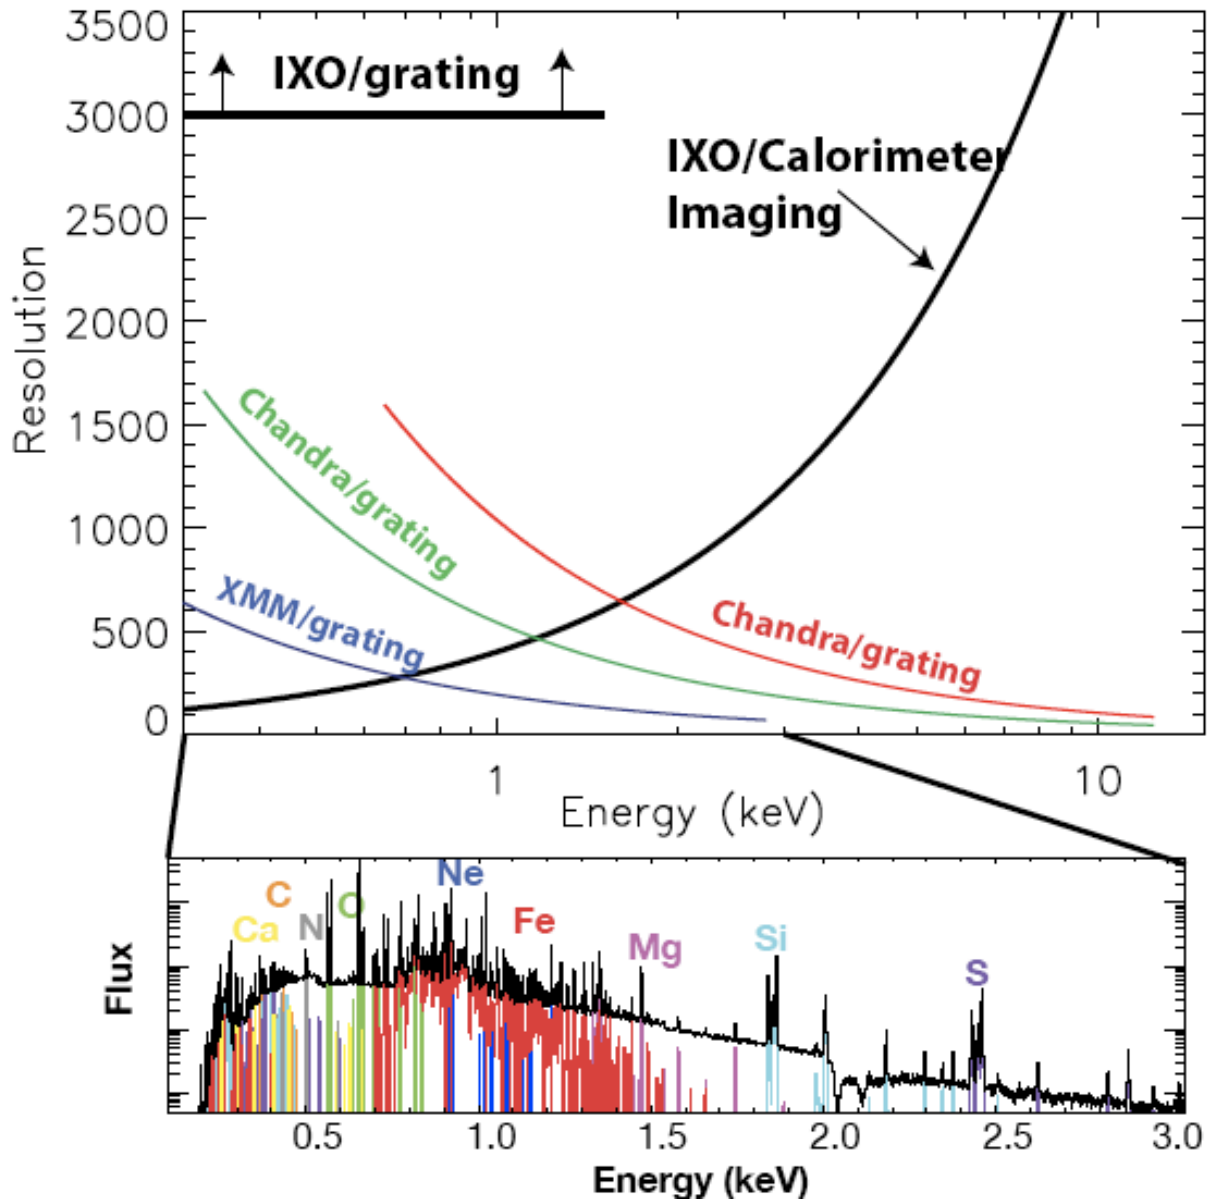 3500
IXO/grating
3000
IXO/Calorimeter
Imaging
2500
2000
1500
1000
500
0
Resolution
Chandra/grating
XMM/grating
Chandra/grating
1
10
Energy (keV)
Ne
C
O
Ca
N
Fe
Mg
Si
S
Flux
0.5
1.0
1.5
2.0
2.5
3.0
Energy (keV)